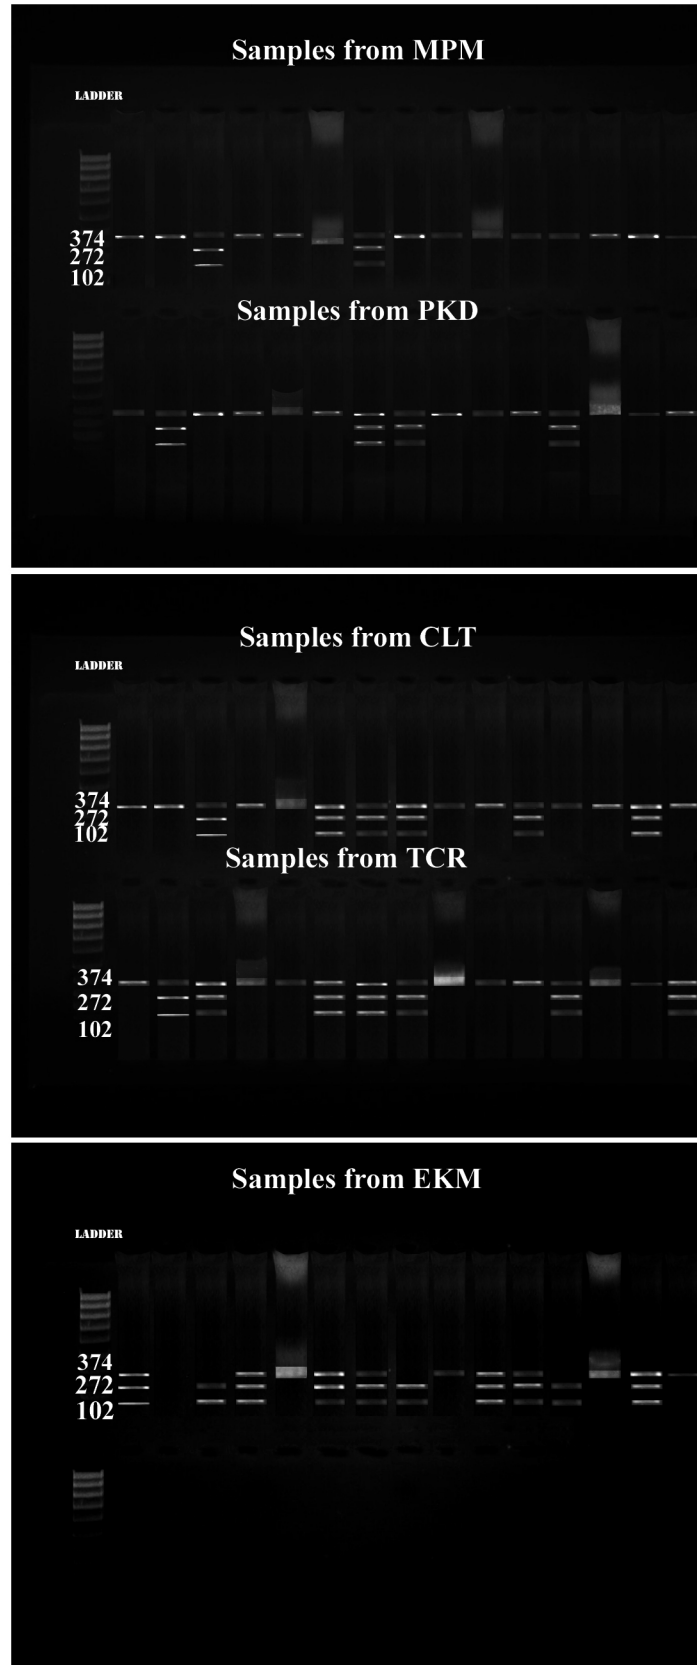 Samples from MPM
LADDER
374
272
102
Samples from PKD
Samples from CLT
LADDER
374
272
102
Samples from TCR
374
272
102
Samples from EKM
LADDER
374
272
102